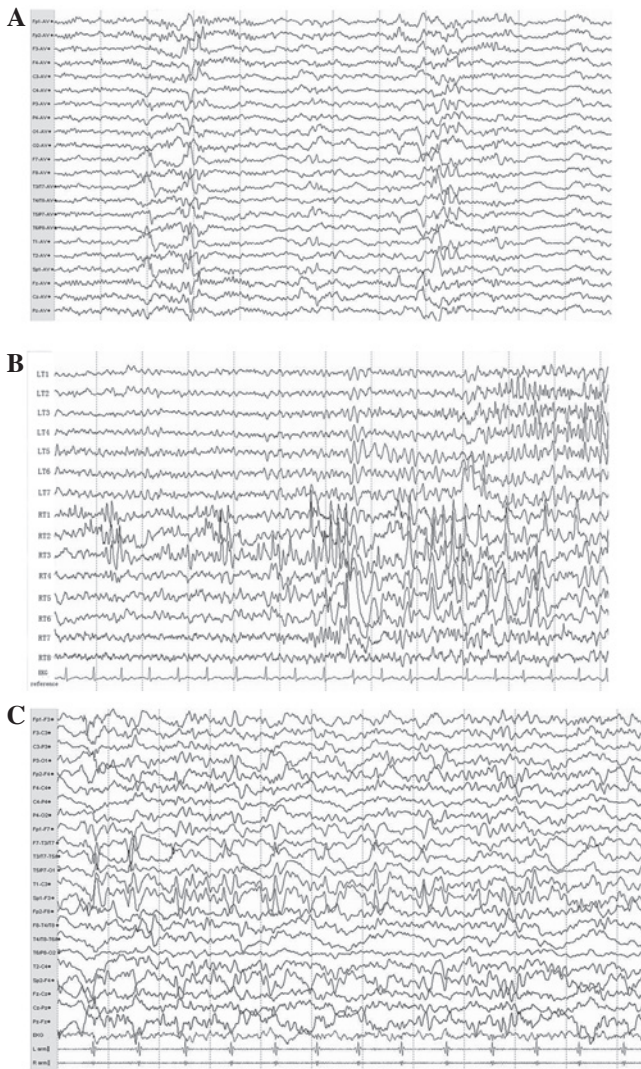 A
Fp1-AV
Fp2-AV
F3-AV
F4-AV
C3-AV
C4-AV
P3-AV
P4-AV
O1-AV
O2-AV
F7-AV
F8-AV
T3/T7-AV
T4/T8-AV
T5/P7-AV
T6/P8-AV
T1-AV
T2-AV
Sp1-AV
Fz-AV
Cz-AV
Pz-AV
B
LT1
LT2
LT3
LT4
LT5
LT6
LT7
RT1
RT2
RT3
RT4
RT5
RT6
RT7
RT8
EKG
reference
C
Fp1-F3
F3-C3
C3-P3
P3-O1
Fp2-F4
F4-C4
C4-P4
P4-O2
Fp1-F7
F7-T3/T7
T3/T7-T5/
T5/P7-O1
T1-C3
Sp1-F3
Fp2-F8
F8-T4/T8
T4/T8-T6/
T6/P8-O2
T2-C4
Sp2-F4
Fz-Cz
Cz-Pz
EKG
L arm
R arm